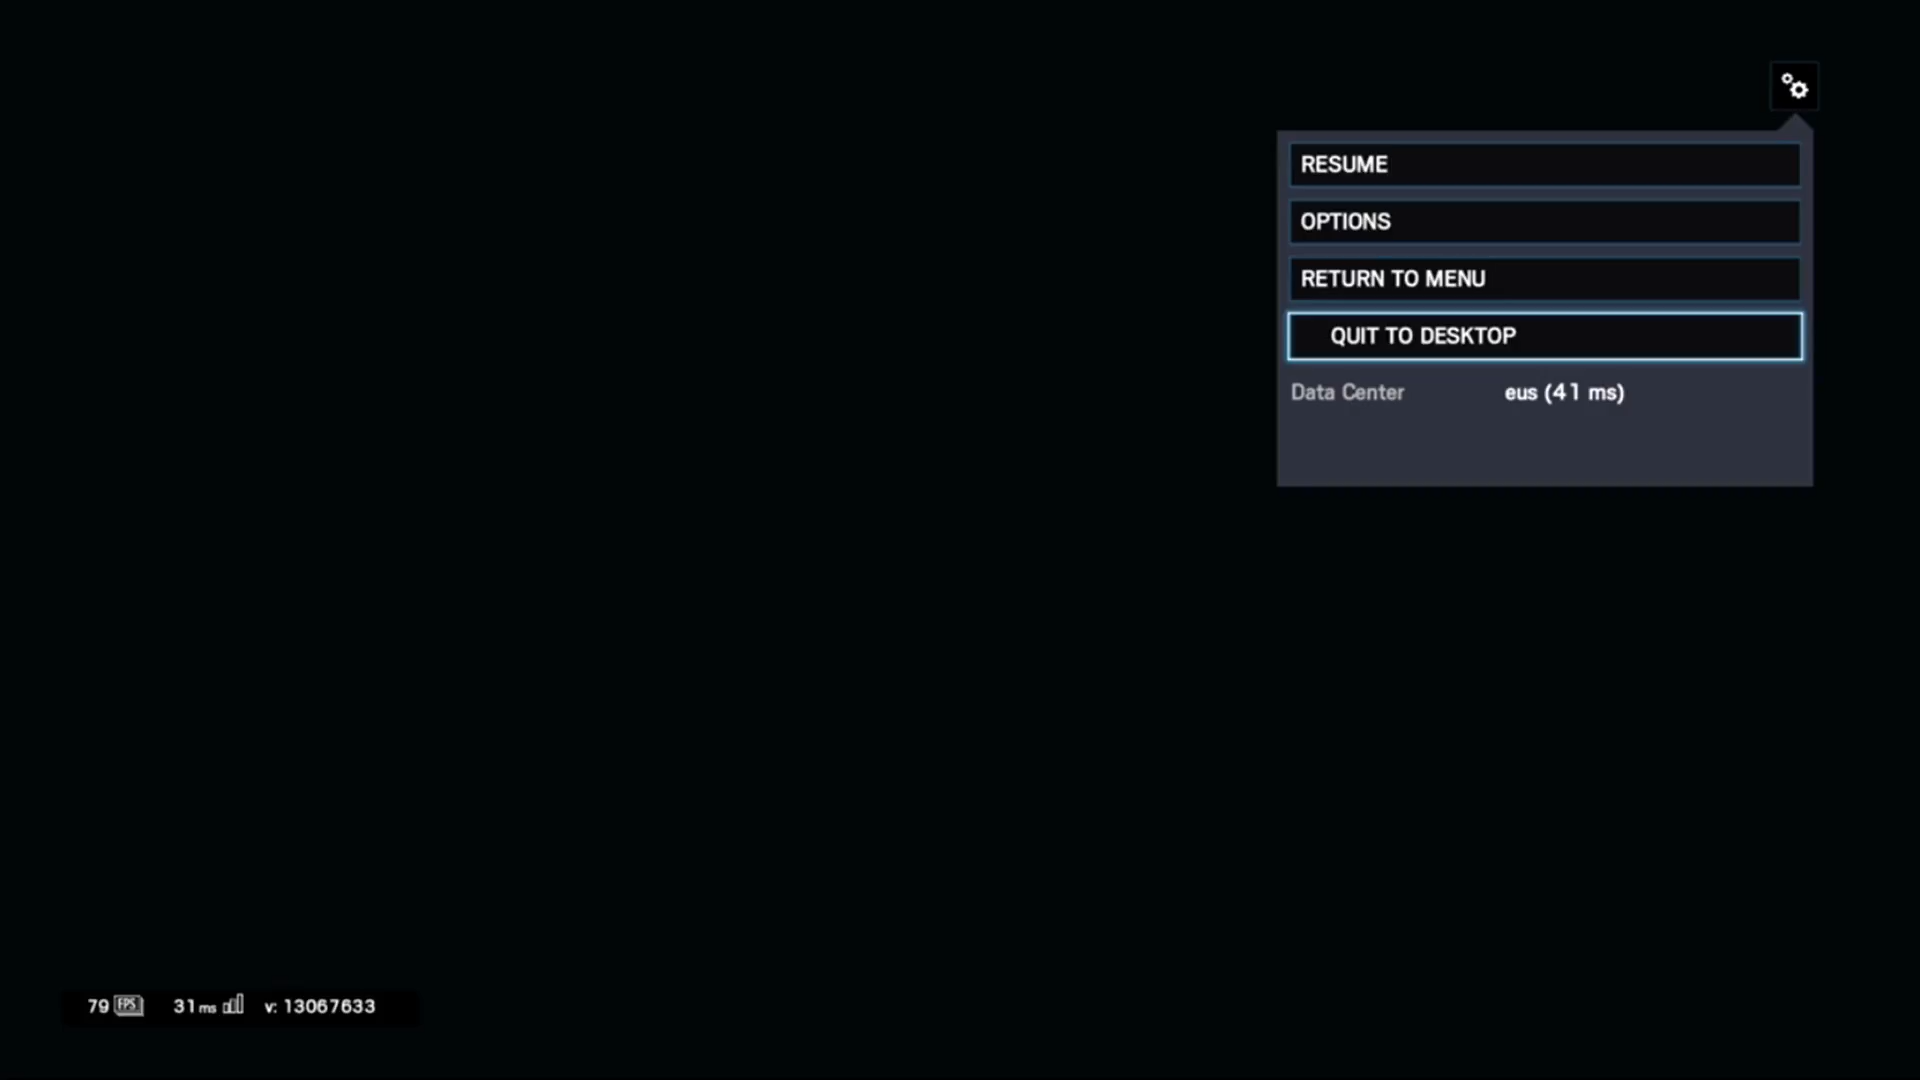 RESUME
OPTIONS
RETURN TO MENU
QUIT TO DESKTOP
Data Center eus (41 ms)
79 FPS 31 ms v: 13067633